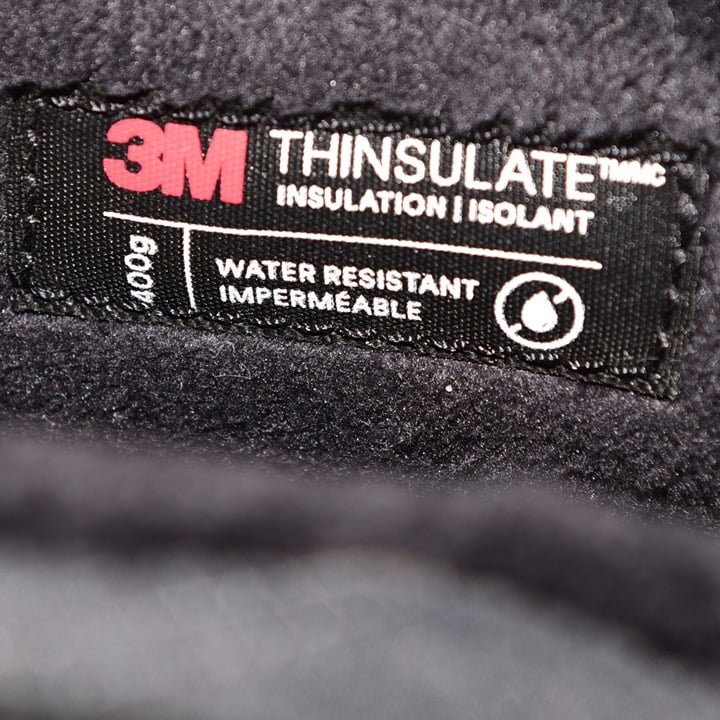 3M THINSULATE™MC
INSULATION | ISOLANT
400g
WATER RESISTANT
IMPERMÉABLE